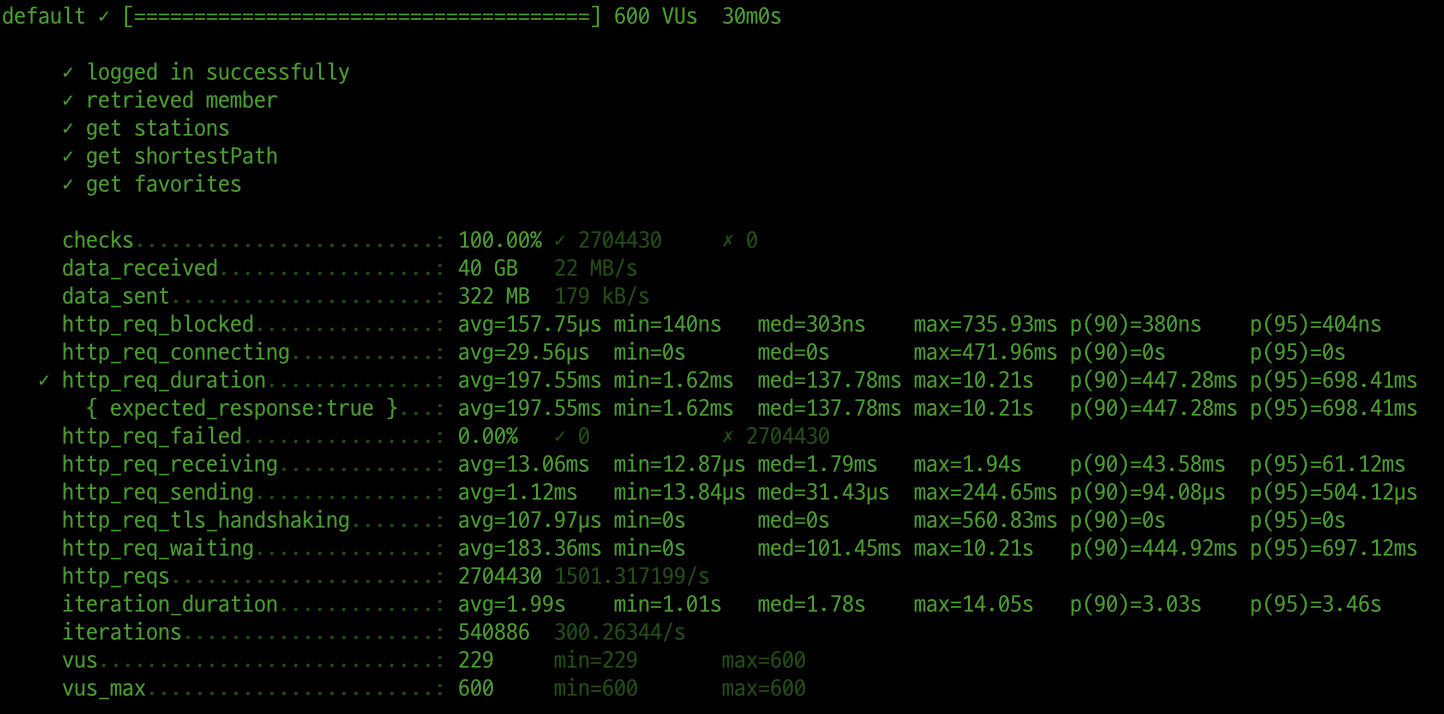 default ✓ [======================================] 600 VUs  30m0s
✓ logged in successfully
✓ retrieved member
✓ get stations
✓ get shortestPath
✓ get favorites
checks.........................: 100.00% ✓ 2704430     ✗ 0
data_received..................: 40 GB   22 MB/s
data_sent......................: 322 MB  179 kB/s
http_req_blocked...............: avg=157.75µs min=140ns   med=303ns    max=735.93ms p(90)=380ns    p(95)=404ns
http_req_connecting............: avg=29.56µs  min=0s      med=0s       max=471.96ms p(90)=0s       p(95)=0s
✓ http_req_duration..............: avg=197.55ms min=1.62ms  med=137.78ms max=10.21s   p(90)=447.28ms p(95)=698.41ms
{ expected_response:true }...: avg=197.55ms min=1.62ms  med=137.78ms max=10.21s   p(90)=447.28ms p(95)=698.41ms
http_req_failed................: 0.00%   ✓ 0           ✗ 2704430
http_req_receiving.............: avg=13.06ms  min=12.87µs med=1.79ms   max=1.94s    p(90)=43.58ms  p(95)=61.12ms
http_req_sending...............: avg=1.12ms   min=13.84µs med=31.43µs  max=244.65ms p(90)=94.08µs  p(95)=504.12µs
http_req_tls_handshaking.......: avg=107.97µs min=0s      med=0s       max=560.83ms p(90)=0s       p(95)=0s
http_req_waiting...............: avg=183.36ms min=0s      med=101.45ms max=10.21s   p(90)=444.92ms p(95)=697.12ms
http_reqs......................: 2704430 1501.317199/s
iteration_duration.............: avg=1.99s    min=1.01s   med=1.78s    max=14.05s   p(90)=3.03s    p(95)=3.46s
iterations.....................: 540886  300.26344/s
vus............................: 229     min=229       max=600
vus_max........................: 600     min=600       max=600